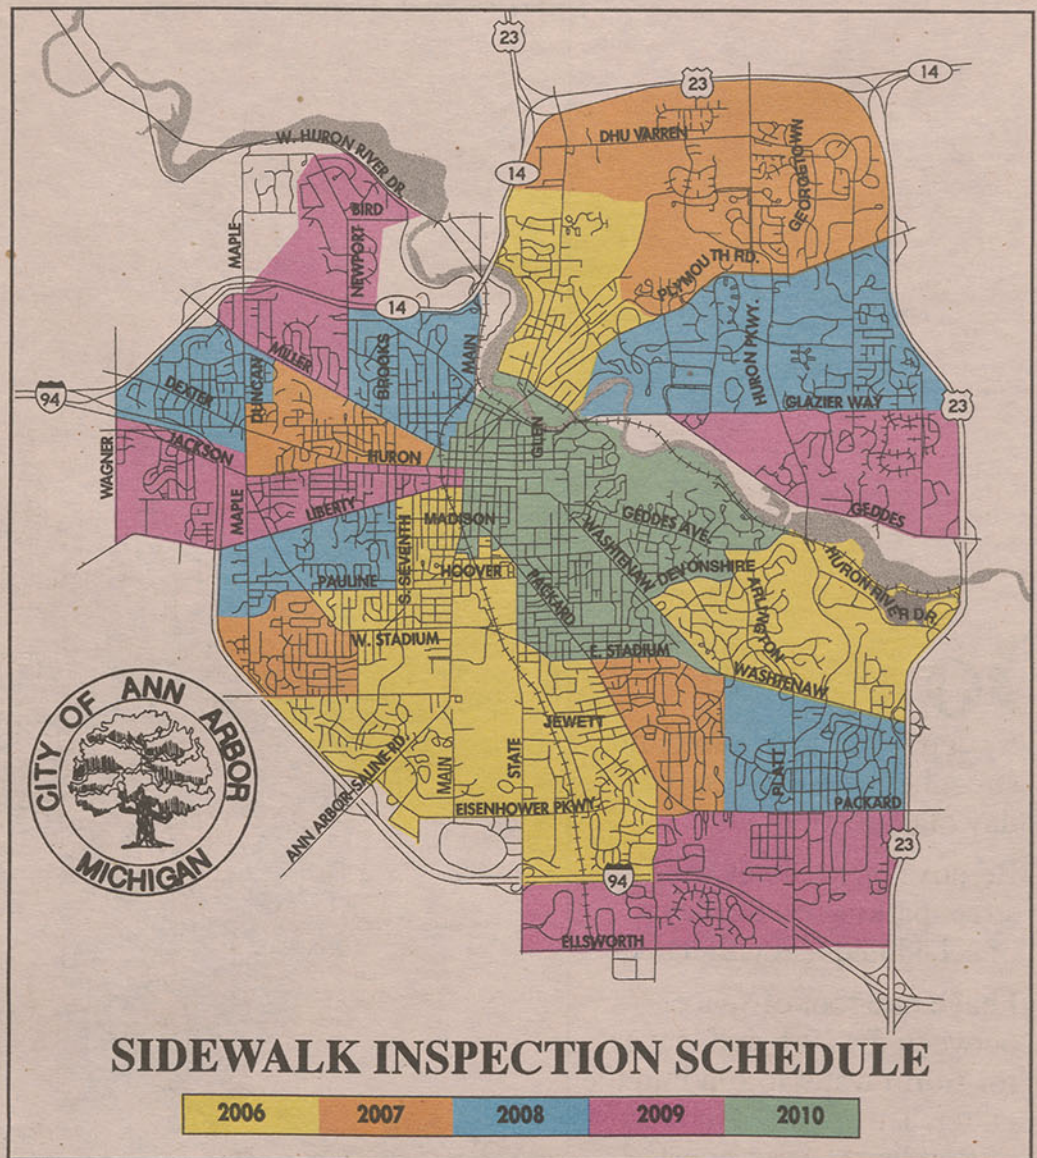 23
14
23
DHU VARREN
W. HURON RIVER DR.
14
GEORGETOWN
BIRD
MAPLE
NEWPORT
PLYMOUTH RD.
14
MILLER
BROOKS
MAIN
HURON PKWY.
DEXTER
DUNCAN
94
GLAZIER WAY
23
WAGNER
JACKSON
HURON
GLEN
MAPLE
LIBERTY
MADISON
GEDDES AVE.
GEDDES
S. SEVENTH
WASHTENAW
PAULINE
HOOVER
PACKARD
DEVONSHIRE
HURON RIVER DR.
ARLINGTON
W. STADIUM
E. STADIUM
WASHTENAW
CITY OF ANN ARBOR
MICHIGAN
JEWETT
ANN ARBOR-SALINE RD.
MAIN
STATE
PLATT
EISENHOWER PKWY.
PACKARD
23
94
ELLSWORTH
SIDEWALK INSPECTION SCHEDULE
2006 2007 2008 2009 2010